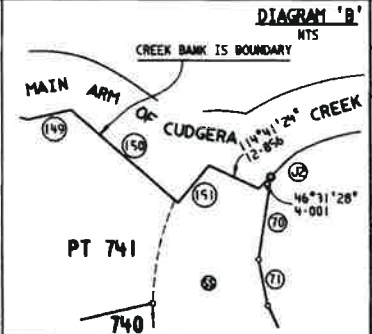 DIAGRAM 'B'
NTS
CREEK BANK IS BOUNDARY
MAIN ARM OF CUDGERA CREEK
149
150
151
114°41'24"
12·856
J2
46°31'28"
4·001
70
71
PT 741
740